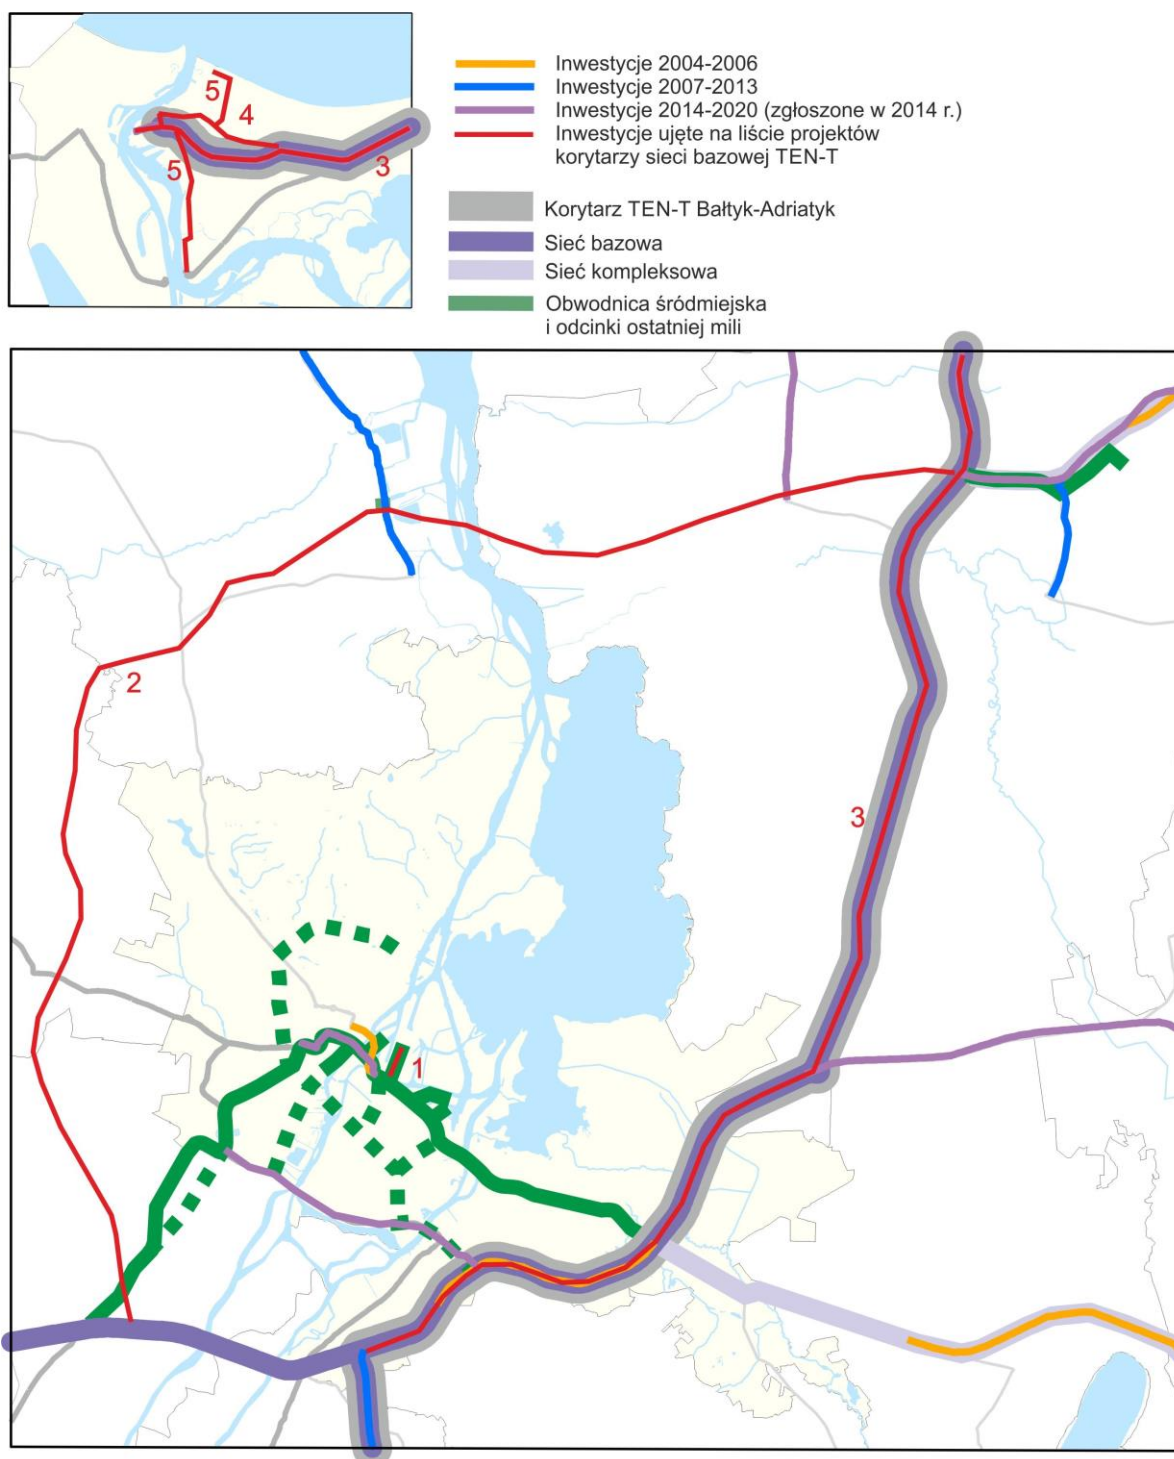 5
4
5
3
Inwestycje 2004-2006
Inwestycje 2007-2013
Inwestycje 2014-2020 (zgłoszone w 2014 r.)
Inwestycje ujęte na liście projektów
korytarzy sieci bazowej TEN-T
Korytarz TEN-T Bałtyk-Adriatyk
Sieć bazowa
Sieć kompleksowa
Obwodnica śródmiejska
i odcinki ostatniej mili
2
3
1